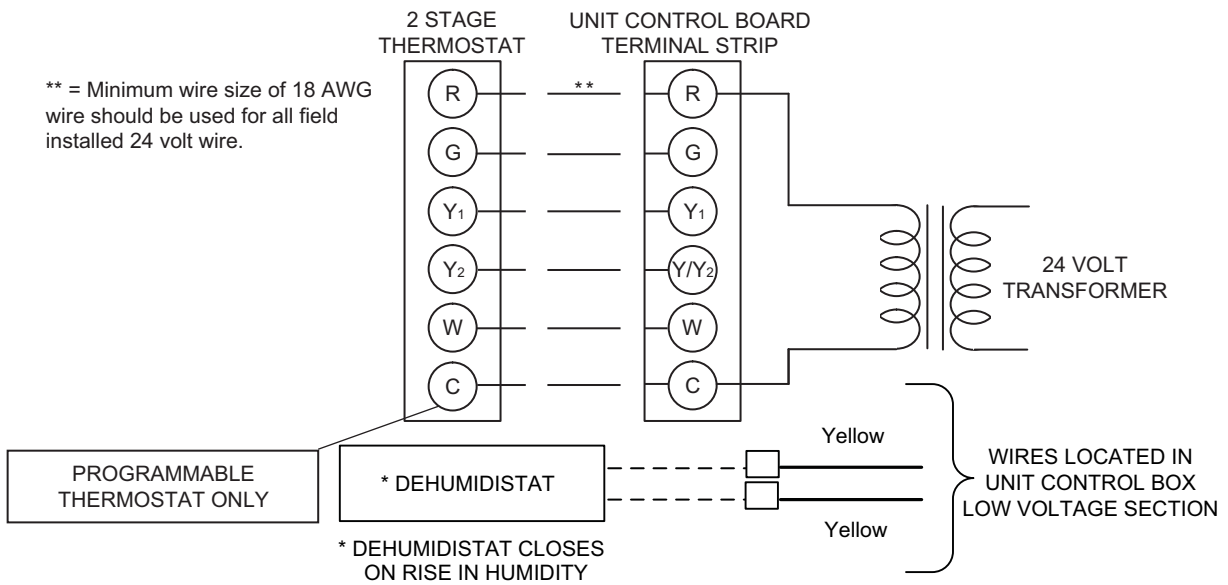 2 STAGE
THERMOSTAT
UNIT CONTROL BOARD
TERMINAL STRIP
** = Minimum wire size of 18 AWG
wire should be used for all field
installed 24 volt wire.
R
**
R
G
G
Y1
Y1
Y2
Y/Y2
W
W
C
C
24 VOLT
TRANSFORMER
PROGRAMMABLE
THERMOSTAT ONLY
* DEHUMIDISTAT
Yellow
Yellow
WIRES LOCATED IN
UNIT CONTROL BOX
LOW VOLTAGE SECTION
* DEHUMIDISTAT CLOSES
ON RISE IN HUMIDITY